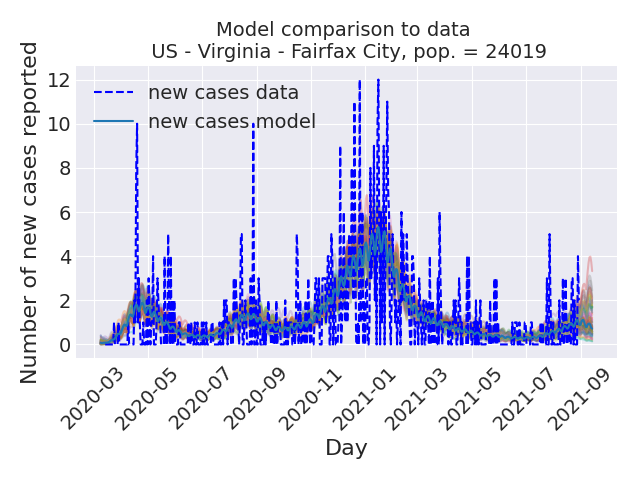 Model comparison to data
US - Virginia - Fairfax City, pop. = 24019
Number of new cases reported
12
10
8
6
4
2
0
new cases data
new cases model
2020-03
2020-05
2020-07
2020-09
2020-11
2021-01
2021-03
2021-05
2021-07
2021-09
Day